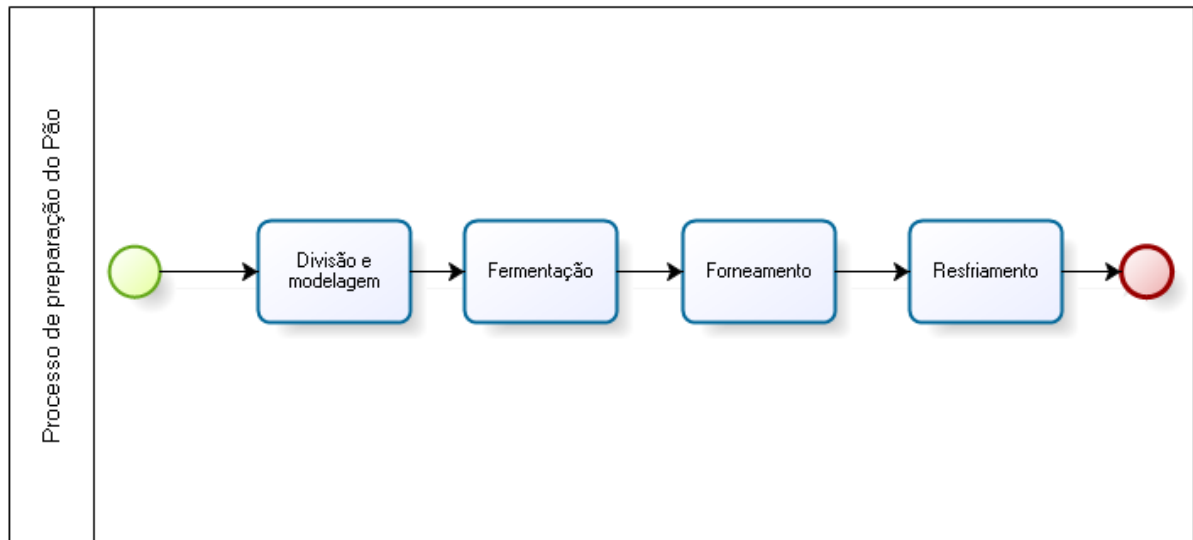 Processo de preparação do Pão
Divisão e
modelagem
Fermentação
Forneamento
Resfriamento